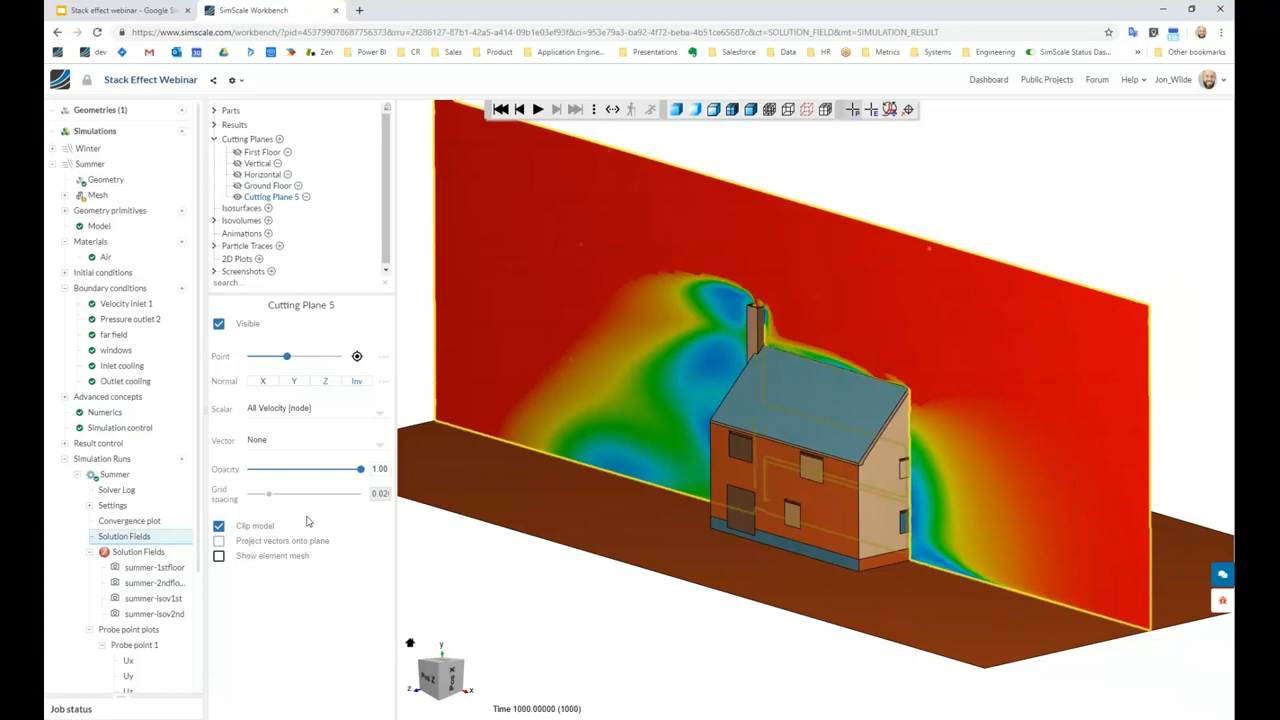 Stack effect webinar - Google S
SimScale Workbench
https://www.simscale.com/workbench/?pid=4537990787687756373&rru=2f286127-87b1-42a5-a414-09b1ef6e9312&ci=953e79a3-ba92-4f72-beba-4b51ce65687c&ct=SOLUTION_FIELD&mt=SIMULATION_RESULT
dev
Zen
Power BI
CR
Sales
Product
Application Engine...
Presentations
Salesforce
Data
HR
Metrics
Systems
Engineering
SimScale Status Das...
Other bookmarks
Stack Effect Webinar
Dashboard
Public Projects
Forum
Help
Jon_Wilde
Geometries (1)
Simulations
Winter
Summer
Geometry
Mesh
Geometry primitives
Model
Materials
Air
Initial conditions
Boundary conditions
Velocity inlet 1
Pressure outlet 2
far field
windows
Inlet cooling
Outlet cooling
Advanced concepts
Numerics
Simulation control
Result control
Simulation Runs
Summer
Solver Log
Settings
Convergence plot
Solution Fields
Solution Fields
summer-1stfloor
summer-2ndflo...
summer-isov1st
summer-isov2nd
Probe point plots
Probe point 1
Ux
Uy
Uz
Job status
Parts
Results
Cutting Planes
First Floor
Vertical
Horizontal
Ground Floor
Cutting Plane 5
Isosurfaces
Isovolumes
Animations
Particle Traces
2D Plots
Screenshots
search...
Cutting Plane 5
Visible
Point
Normal X Y Z Inv
Scalar All Velocity [node]
Vector None
Opacity 1.00
Grid
spacing 0.02
Clip model
Project vectors onto plane
Show element mesh
y
Pos Z
Pos X
z
x
Time 1000.00000 (1000)